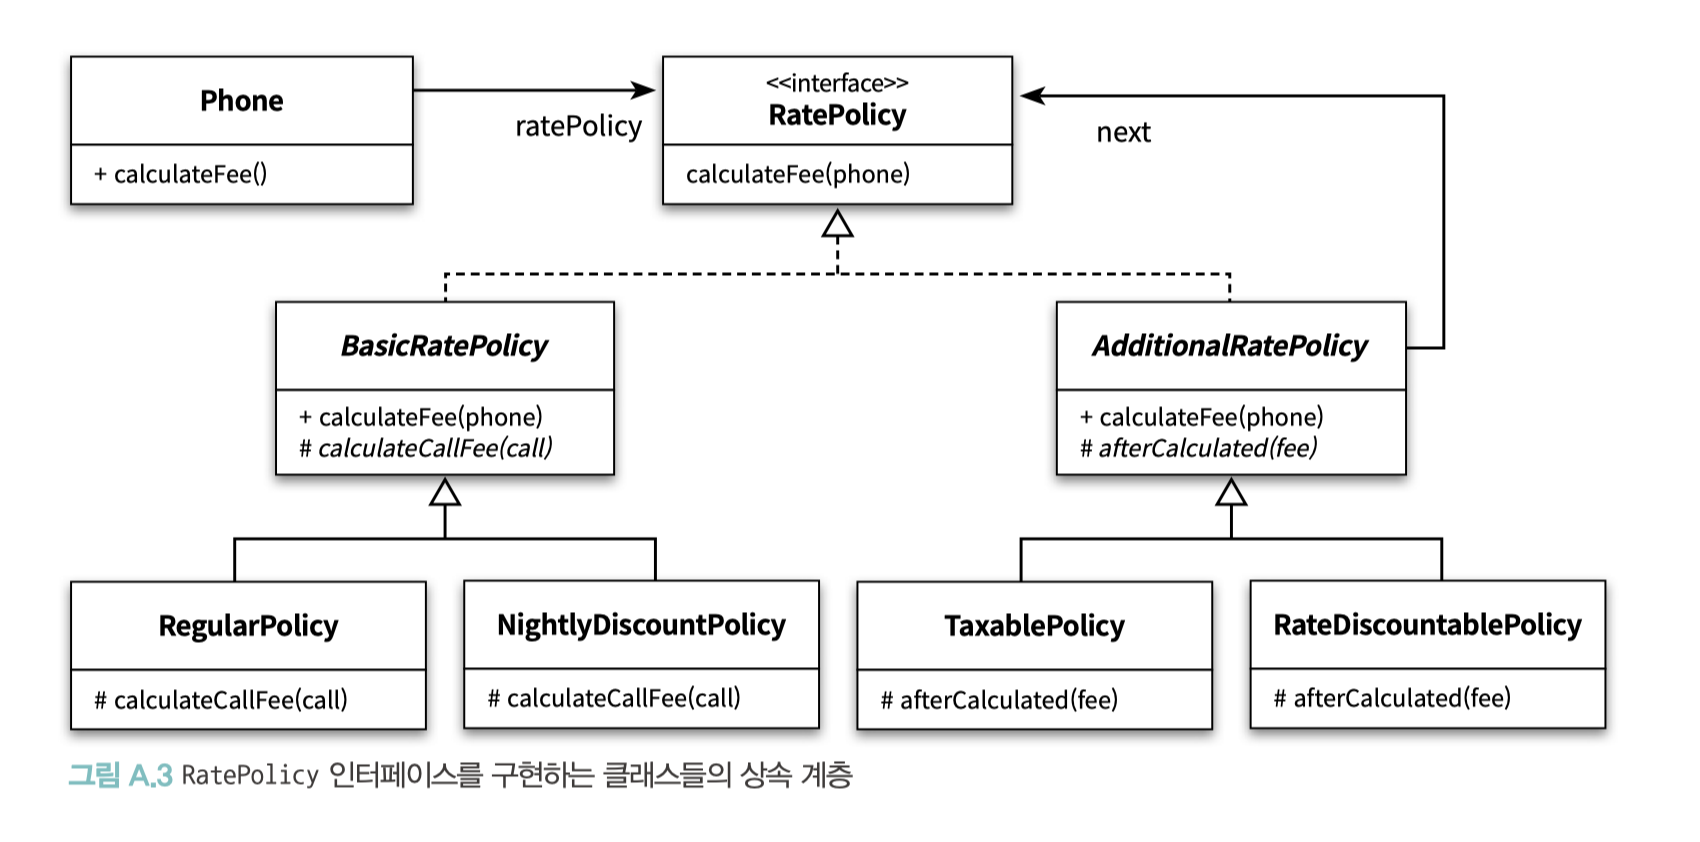 Phone
+ calculateFee()
ratePolicy
<<interface>>
RatePolicy
calculateFee(phone)
next
BasicRatePolicy
+ calculateFee(phone)
# calculateCallFee(call)
AdditionalRatePolicy
+ calculateFee(phone)
# afterCalculated(fee)
RegularPolicy
# calculateCallFee(call)
NightlyDiscountPolicy
# calculateCallFee(call)
TaxablePolicy
# afterCalculated(fee)
RateDiscountablePolicy
# afterCalculated(fee)
그림 A.3 RatePolicy 인터페이스를 구현하는 클래스들의 상속 계층